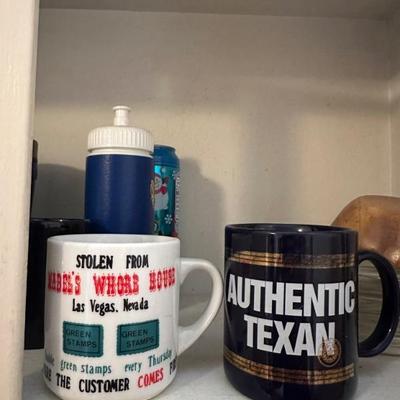 STOLEN FROM
MABEL'S WHORE HOUSE
Las Vegas, Nevada
GREEN
STAMPS
GREEN
STAMPS
green stamps every Thursday
THE CUSTOMER COMES
AUTHENTIC
TEXAN